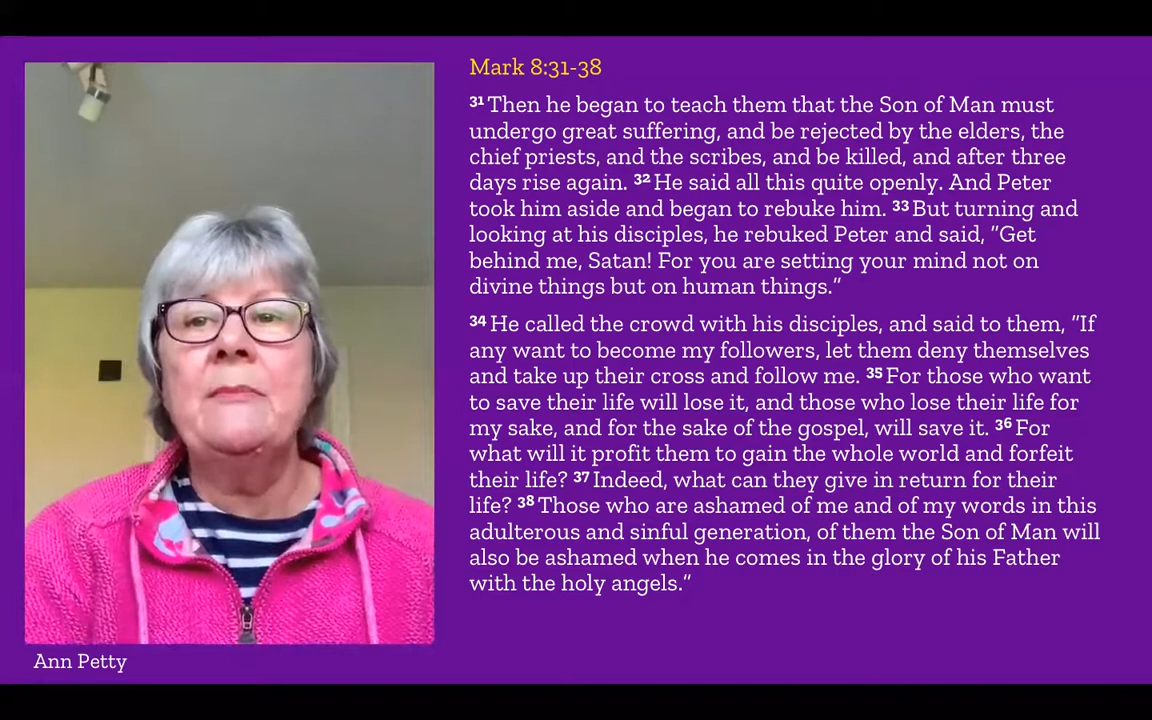 Mark 8:31-38
31 Then he began to teach them that the Son of Man must
undergo great suffering, and be rejected by the elders, the
chief priests, and the scribes, and be killed, and after three
days rise again. 32 He said all this quite openly. And Peter
took him aside and began to rebuke him. 33 But turning and
looking at his disciples, he rebuked Peter and said, “Get
behind me, Satan! For you are setting your mind not on
divine things but on human things.”
34 He called the crowd with his disciples, and said to them, “If
any want to become my followers, let them deny themselves
and take up their cross and follow me. 35 For those who want
to save their life will lose it, and those who lose their life for
my sake, and for the sake of the gospel, will save it. 36 For
what will it profit them to gain the whole world and forfeit
their life? 37 Indeed, what can they give in return for their
life? 38 Those who are ashamed of me and of my words in this
adulterous and sinful generation, of them the Son of Man will
also be ashamed when he comes in the glory of his Father
with the holy angels.”
Ann Petty